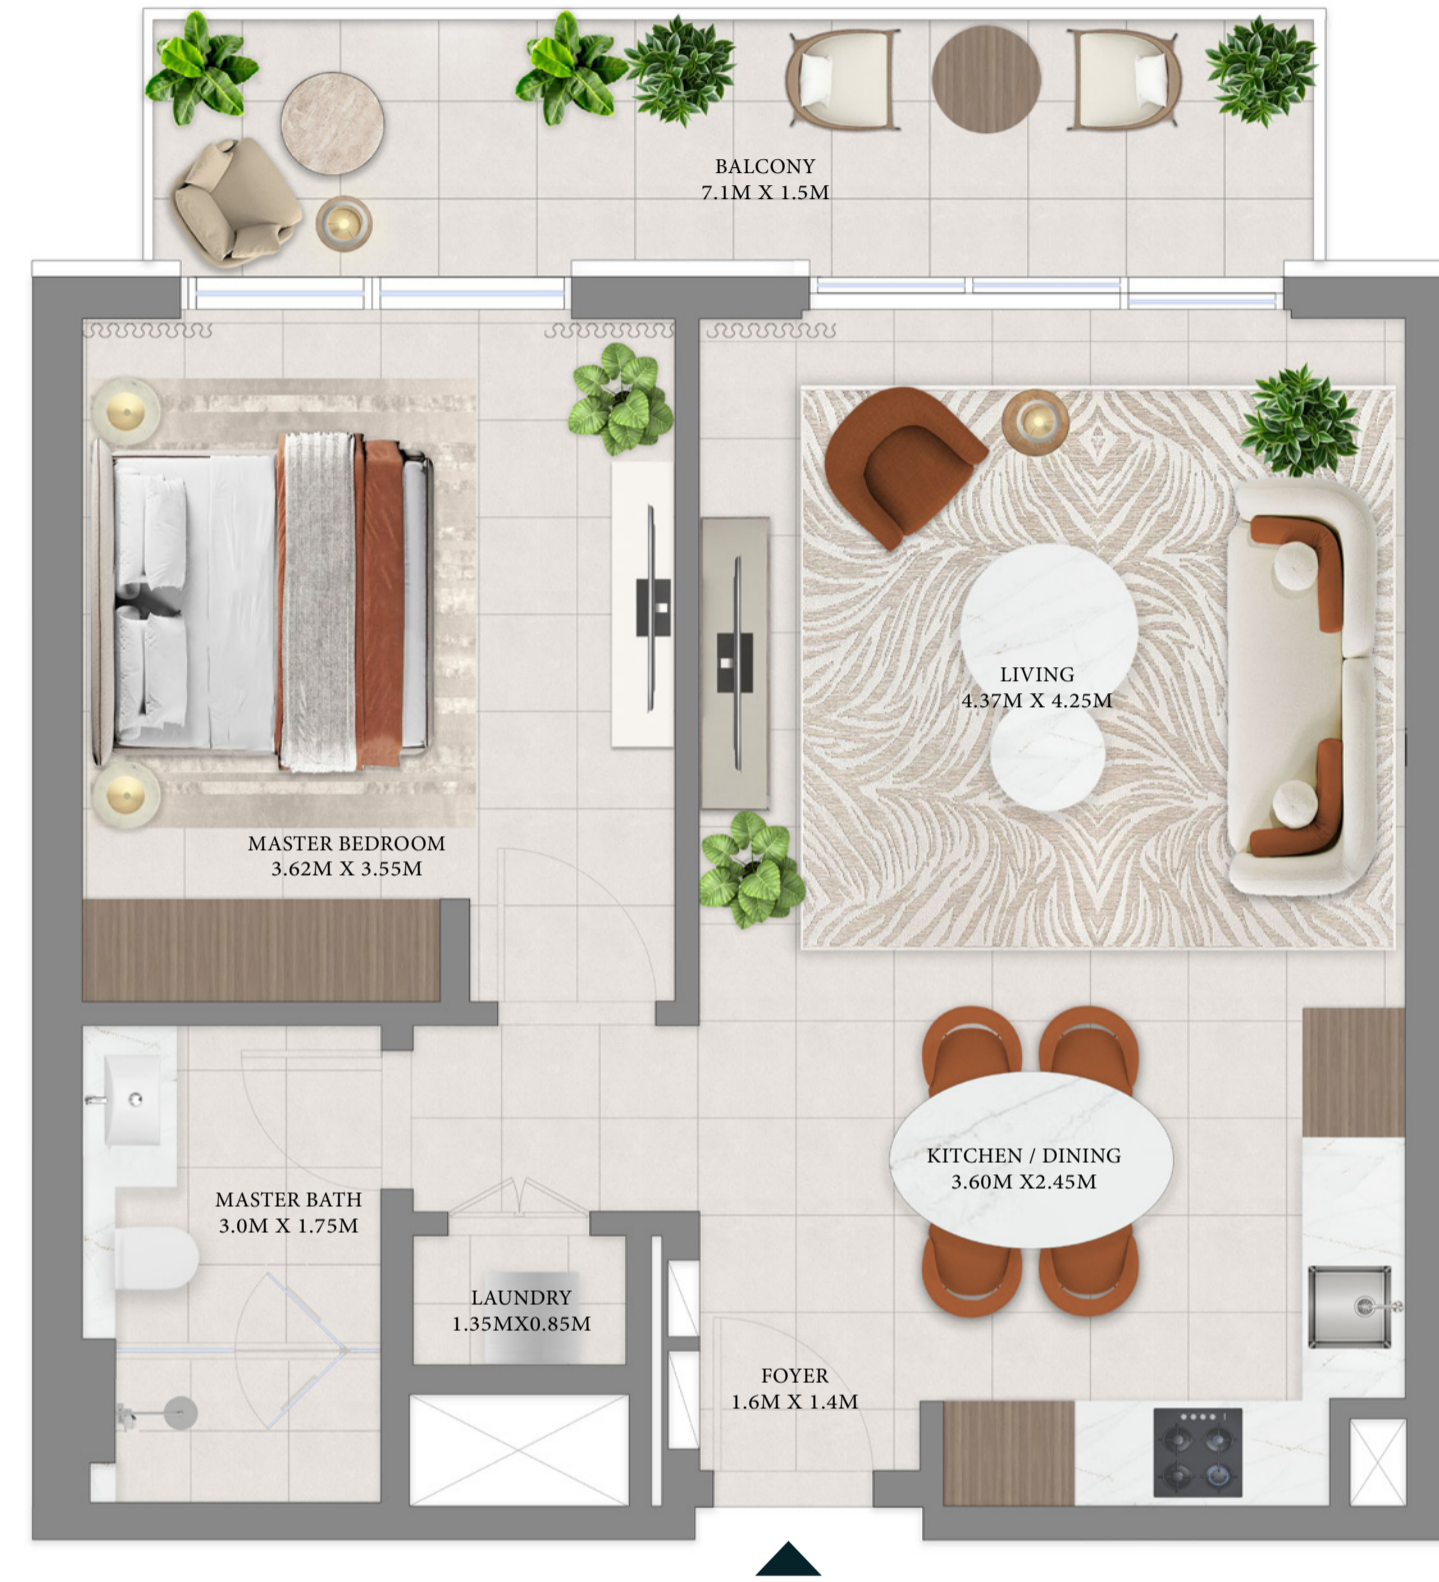 BALCONY
7.1M X 1.5M
LIVING
4.37M X 4.25M
MASTER BEDROOM
3.62M X 3.55M
KITCHEN / DINING
3.60M X2.45M
MASTER BATH
3.0M X 1.75M
LAUNDRY
1.35MX0.85M
FOYER
1.6M X 1.4M